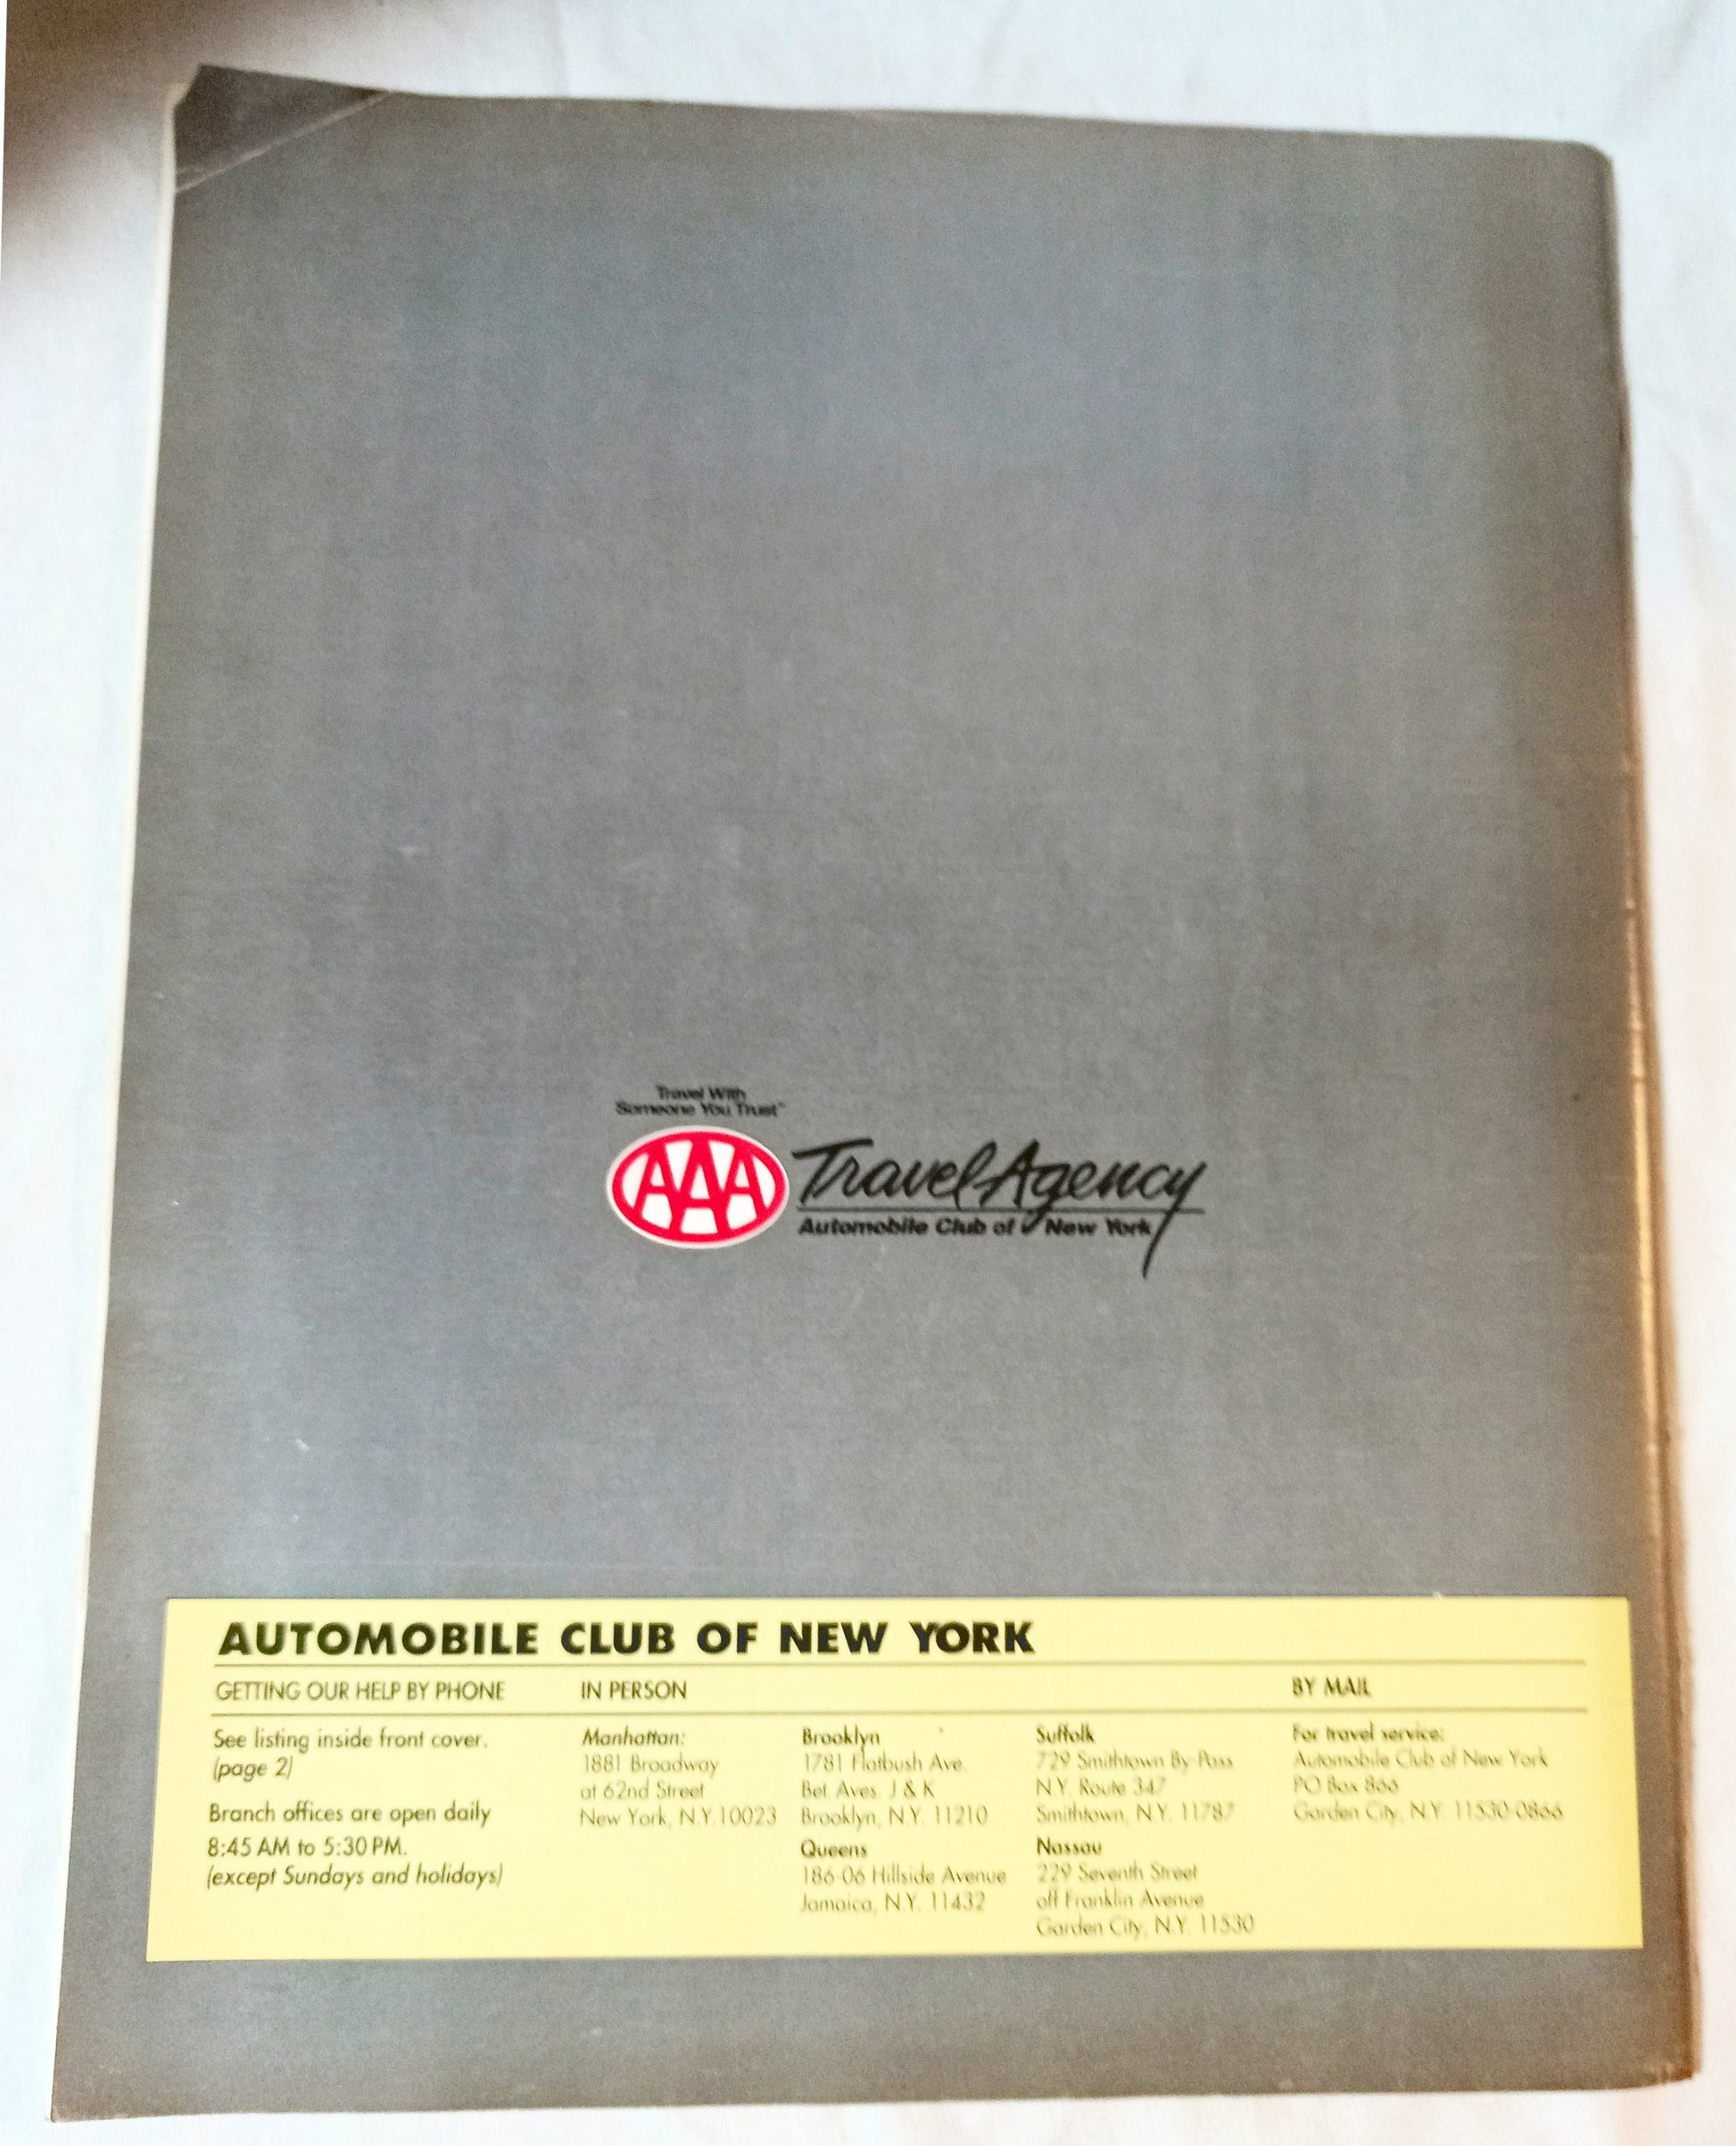 Travel With
Someone You Trust™
AAA Travel Agency
Automobile Club of New York
AUTOMOBILE CLUB OF NEW YORK
GETTING OUR HELP BY PHONE
See listing inside front cover.
(page 2)
Branch offices are open daily
8:45 AM to 5:30 PM.
(except Sundays and holidays)
IN PERSON
Manhattan:
1881 Broadway
at 62nd Street
New York, N.Y. 10023
Brooklyn
1781 Flatbush Ave.
Bet. Aves. J & K
Brooklyn, N.Y. 11210
Queens
186-06 Hillside Avenue
Jamaica, N.Y. 11432
Suffolk
729 Smithtown By-Pass
N.Y. Route 347
Smithtown, N.Y. 11787
Nassau
229 Seventh Street
off Franklin Avenue
Garden City, N.Y. 11530
BY MAIL
For travel service:
Automobile Club of New York
PO Box 866
Garden City, N.Y. 11530-0866